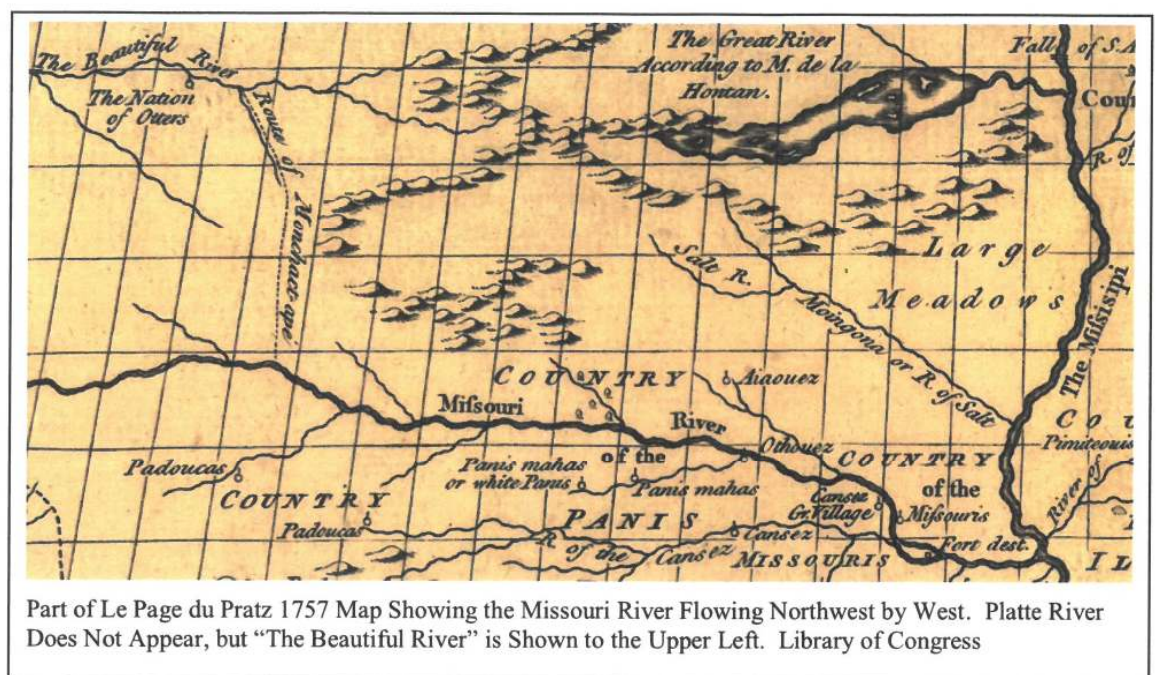 The Beautiful
River
The Nation
of Otters
Route of Monchact-apé
The Great River
According to M. de la
Hontan.
Fall of S. A
Coun
R of
Large
Meadows
Salt R.
Moingona or R. of Salt
The Missisipi
COUNTRY
Aiaouez
Missouri
River
of the
Othouez
COUNTRY
of the
Missouris
Padoucas
COUNTRY
Padoucas
Panis mahas
or white Panis
Panis mahas
PANIS
Cansez
Gr. Village
Cansez
R of the Cansez
MISSOURIS
Fort dest.
COU
Pimiteouis
River of
IL
Part of Le Page du Pratz 1757 Map Showing the Missouri River Flowing Northwest by West. Platte River
Does Not Appear, but “The Beautiful River” is Shown to the Upper Left. Library of Congress